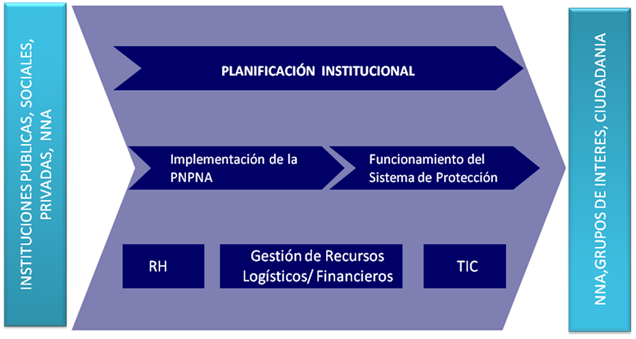 INSTITUCIONES PUBLICAS, SOCIALES,
PRIVADAS, NNA
PLANIFICACIÓN INSTITUCIONAL
Implementación de la
PNPNA
Funcionamiento del
Sistema de Protección
RH
Gestión de Recursos
Logísticos/ Financieros
TIC
NNA,GRUPOS DE INTERES, CIUDADANIA